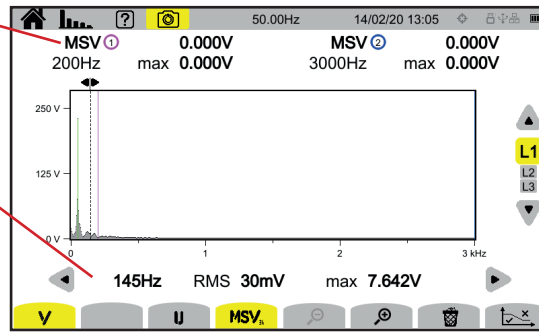 ? 50.00Hz 14/02/20 13:05
MSV 1 0.000V MSV 2 0.000V
200Hz max 0.000V 3000Hz max 0.000V
250 V
125 V
0 V
0 1 2 3 kHz
L1
L2
L3
145Hz RMS 30mV max 7.642V
V U MSV